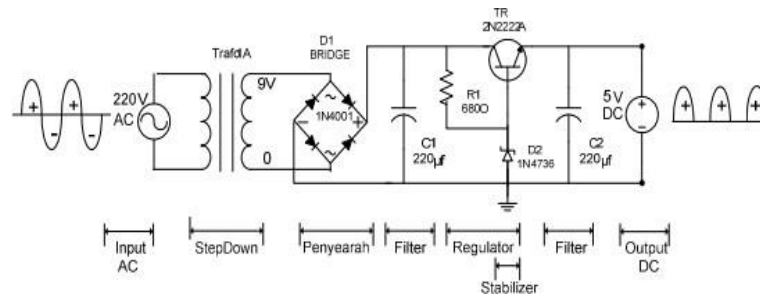 TR
2N2222A
D1
BRIDGE
Trafo1A
220V
AC
9V
0
1N4001
R1
680O
C1
220µf
D2
1N4736
C2
220µf
5V
DC
Input
AC
StepDown
Penyearah
Filter
Regulator
Stabilizer
Filter
Output
DC